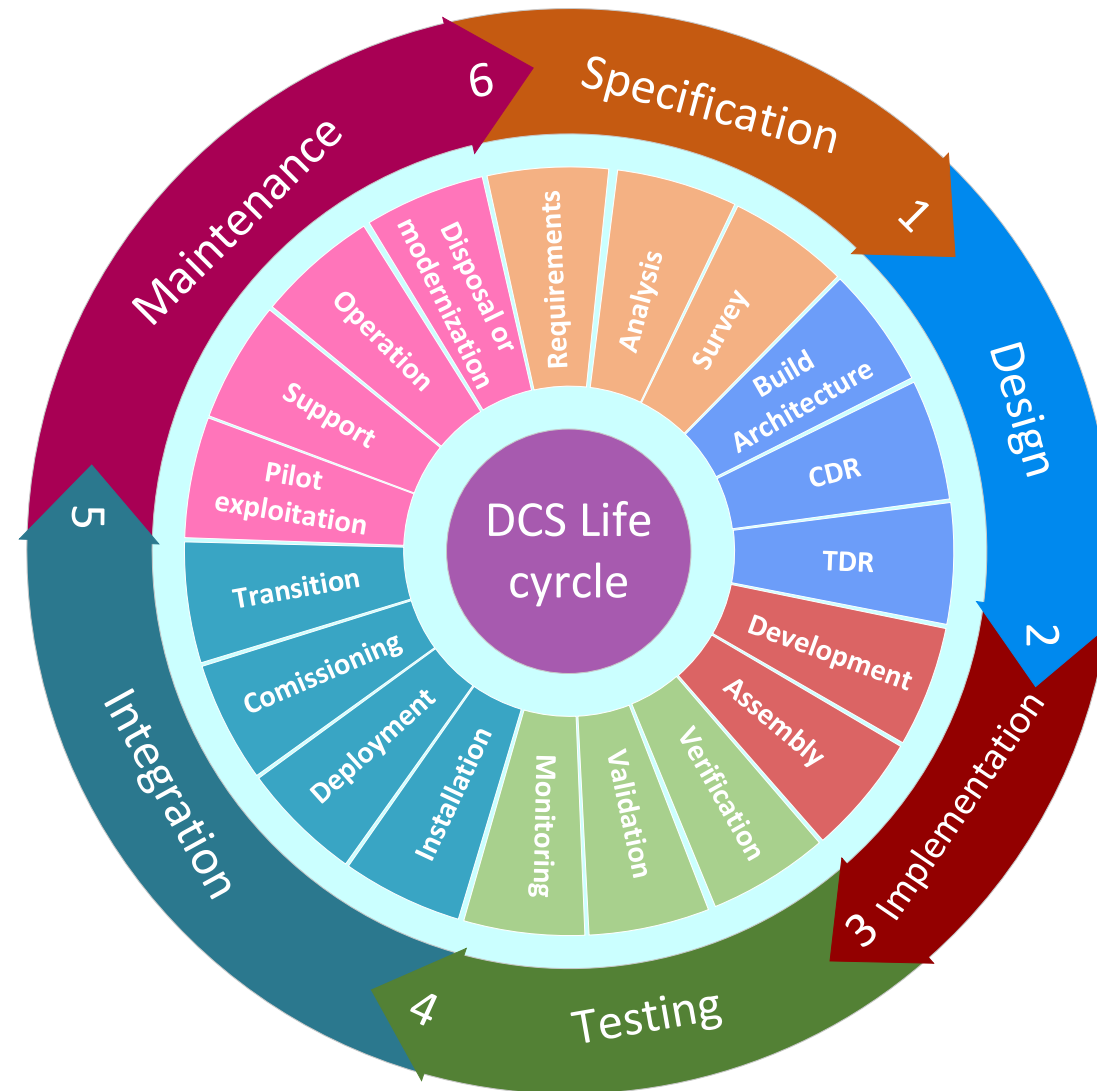 DCS Life
cyrcle
Specification
1
Design
2
Implementation
3
Testing
4
Integration
5
Maintenance
6
Requirements
Analysis
Survey
Build
Architecture
CDR
TDR
Development
Assembly
Verification
Validation
Monitoring
Installation
Deployment
Comissioning
Transition
Pilot
exploitation
Support
Operation
Disposal or
modernization